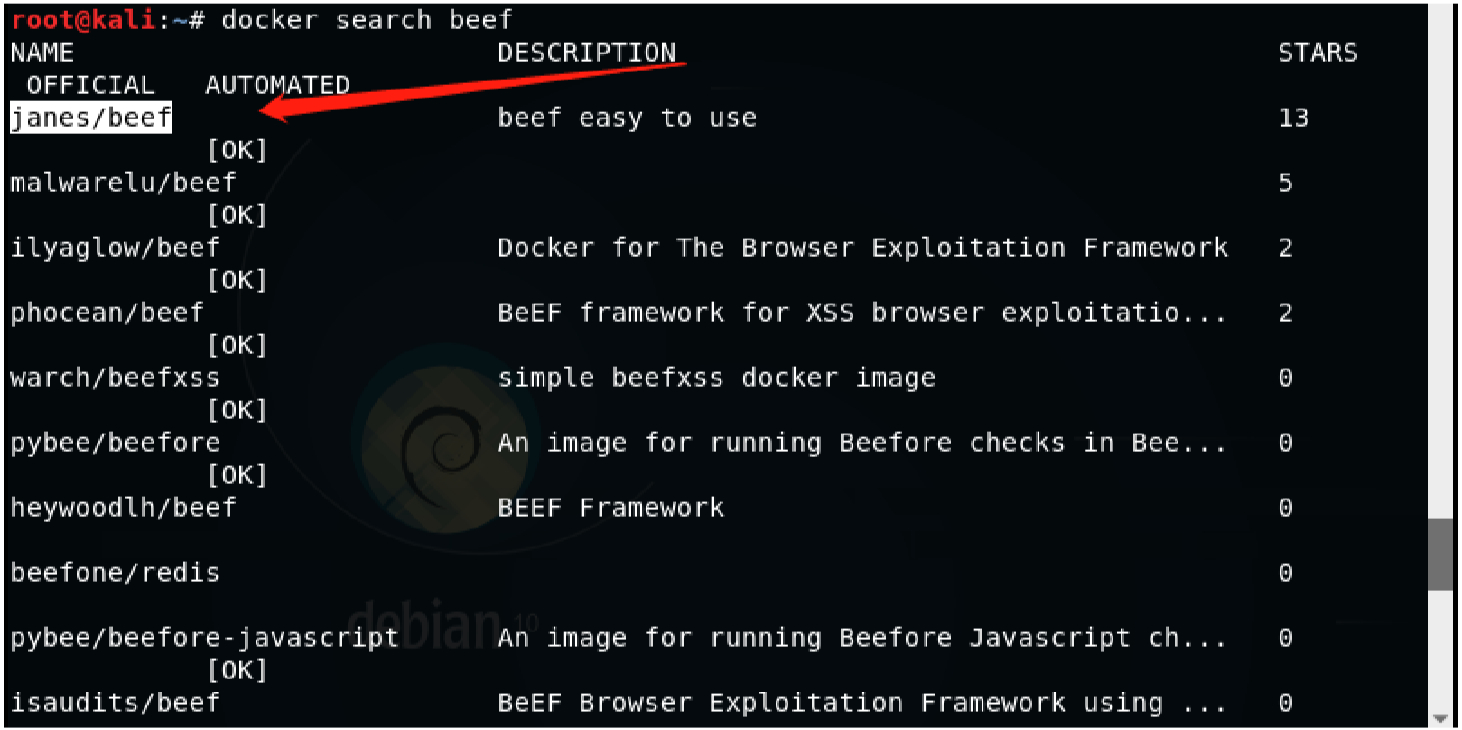 root@kali:~# docker search beef
NAME DESCRIPTION STARS
OFFICIAL AUTOMATED
janes/beef beef easy to use 13
[OK]
malwarelu/beef 5
[OK]
ilyaglow/beef Docker for The Browser Exploitation Framework 2
[OK]
phocean/beef BeEF framework for XSS browser exploitatio... 2
[OK]
warch/beefxss simple beefxss docker image 0
[OK]
pybee/beefore An image for running Beefore checks in Bee... 0
[OK]
heywoodlh/beef BEEF Framework 0
beefone/redis 0
debian 10
pybee/beefore-javascript An image for running Beefore Javascript ch... 0
[OK]
isaudits/beef BeEF Browser Exploitation Framework using ... 0